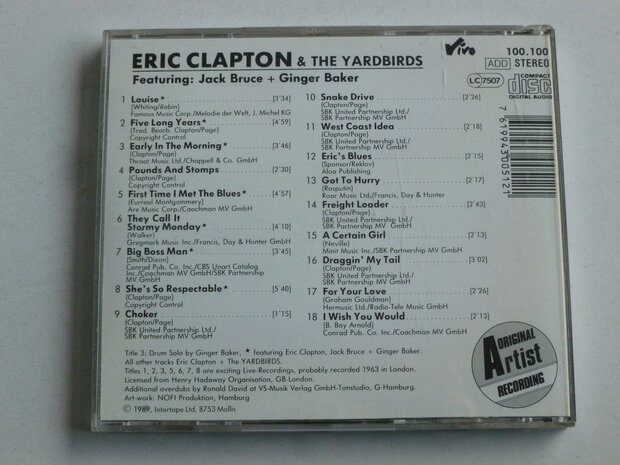 ERIC CLAPTON & THE YARDBIRDS
Featuring: Jack Bruce + Ginger Baker
Vivo
100.100
ADD STEREO
LC 7507
COMPACT
disc
DIGITAL AUDIO
7 619943 005121
1 Louise* [3'34]
(Whiting/Robin)
Famous Music Corp./Melodie der Welt, J. Michel KG
2 Five Long Years* [4'59]
(Trad. Bearb. Clapton/Page)
Copyright Control
3 Early In The Morning* [3'46]
(Clapton/Page)
Throat Music Ltd./Chappell & Co. GmbH
4 Pounds And Stomps [2'30]
(Clapton/Page)
Copyright Control
5 First Time I Met The Blues* [4'57]
(Eurreal Montgommery)
Arc Music Corp./Coachman MV GmbH
6 They Call It
Stormy Monday* [4'10]
(Walker)
Gregmark Music Inc./Francis, Day & Hunter GmbH
7 Big Boss Man* [3'45]
(Smith/Dixon)
Conrad Pub. Co. Inc./CBS Unart Catalog
Inc./Coachman MV GmbH/SBK Partnership
MV GmbH
8 She's So Respectable* [5'40]
(Clapton/Page)
Copyright Control
9 Choker [1'15]
(Clapton/Page)
SBK United Partnership Ltd./
SBK Partnership MV GmbH
10 Snake Drive [2'26]
(Clapton/Page)
SBK United Partnership Ltd./
SBK Partnership MV GmbH
11 West Coast Idea [2'18]
(Clapton/Page)
SBK United Partnership Ltd./
SBK Partnership MV GmbH
12 Eric's Blues [2'15]
(Sponsor/Reklov)
Aloa Publishing
13 Got To Hurry [2'17]
(Rasputin)
Roar Music Ltd./Francis, Day & Hunter
14 Freight Loader [2'43]
(Clapton/Page)
SBK United Partnership Ltd./
SBK Partnership MV GmbH
15 A Certain Girl [2'13]
(Neville)
Minit Music Inc./SBK Partnership MV GmbH
16 Draggin' My Tail [3'02]
(Clapton/Page)
SBK United Partnership Ltd./
SBK Partnership MV GmbH
17 For Your Love [2'26]
(Graham Gouldman)
Hermusic Ltd./Radio-Tele Music GmbH
18 I Wish You Would [2'13]
(B. Boy Arnold)
Conrad Pub. Co. Inc./Coachman MV GmbH
Title 3: Drum Solo by Ginger Baker, * featuring Eric Clapton, Jack Bruce + Ginger Baker.
All other tracks Eric Clapton + The YARDBIRDS.
Titles 1, 2, 3, 5, 6, 7, 8 are exciting Live-Recordings, probably recorded 1963 in London.
Licensed from Henry Hadaway Organisation, GB-London.
Additional overdubs by Ronald David at VS-Musik Verlag GmbH-Tonstudio, G-Hamburg.
Art-work: NOFI Produktion, Hamburg
© 1989, Intertape Ltd, 8753 Mollis
ORIGINAL
Artist
RECORDING